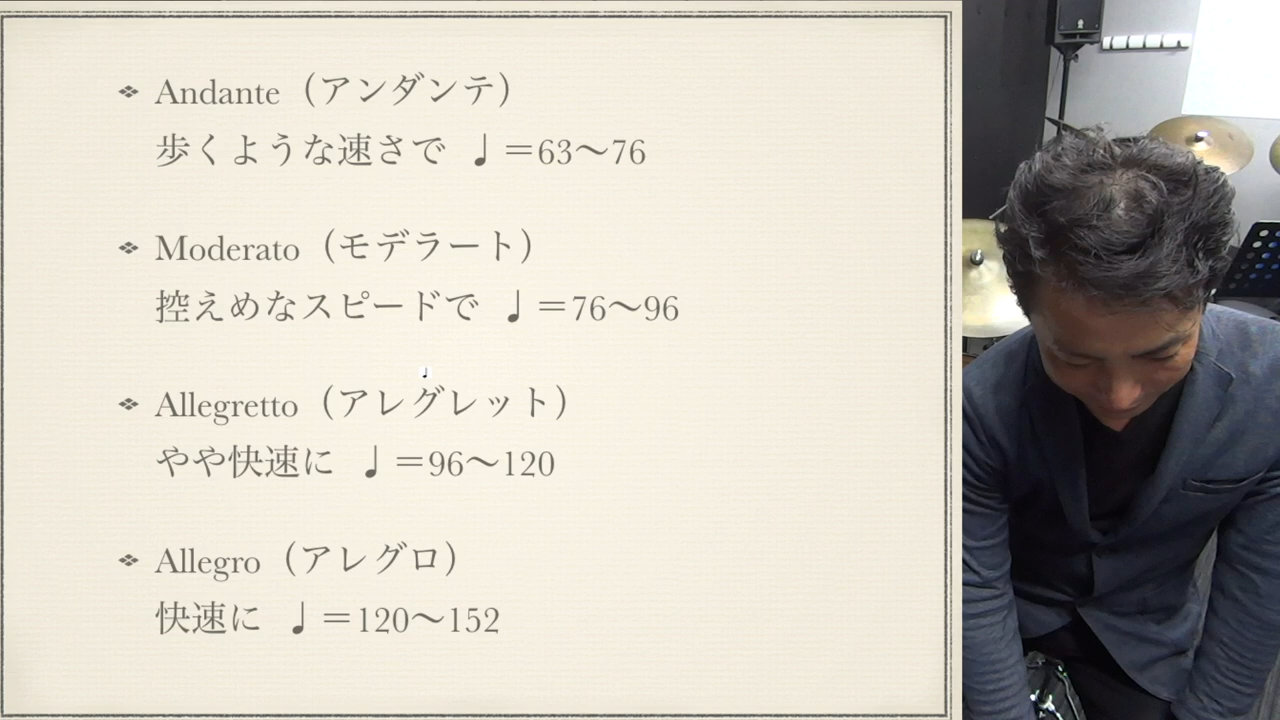 Andante（アンダンテ）
歩くような速さで ♩＝63〜76
Moderato（モデラート）
控えめなスピードで ♩＝76〜96
Allegretto（アレグレット）
やや快速に ♩＝96〜120
Allegro（アレグロ）
快速に ♩＝120〜152